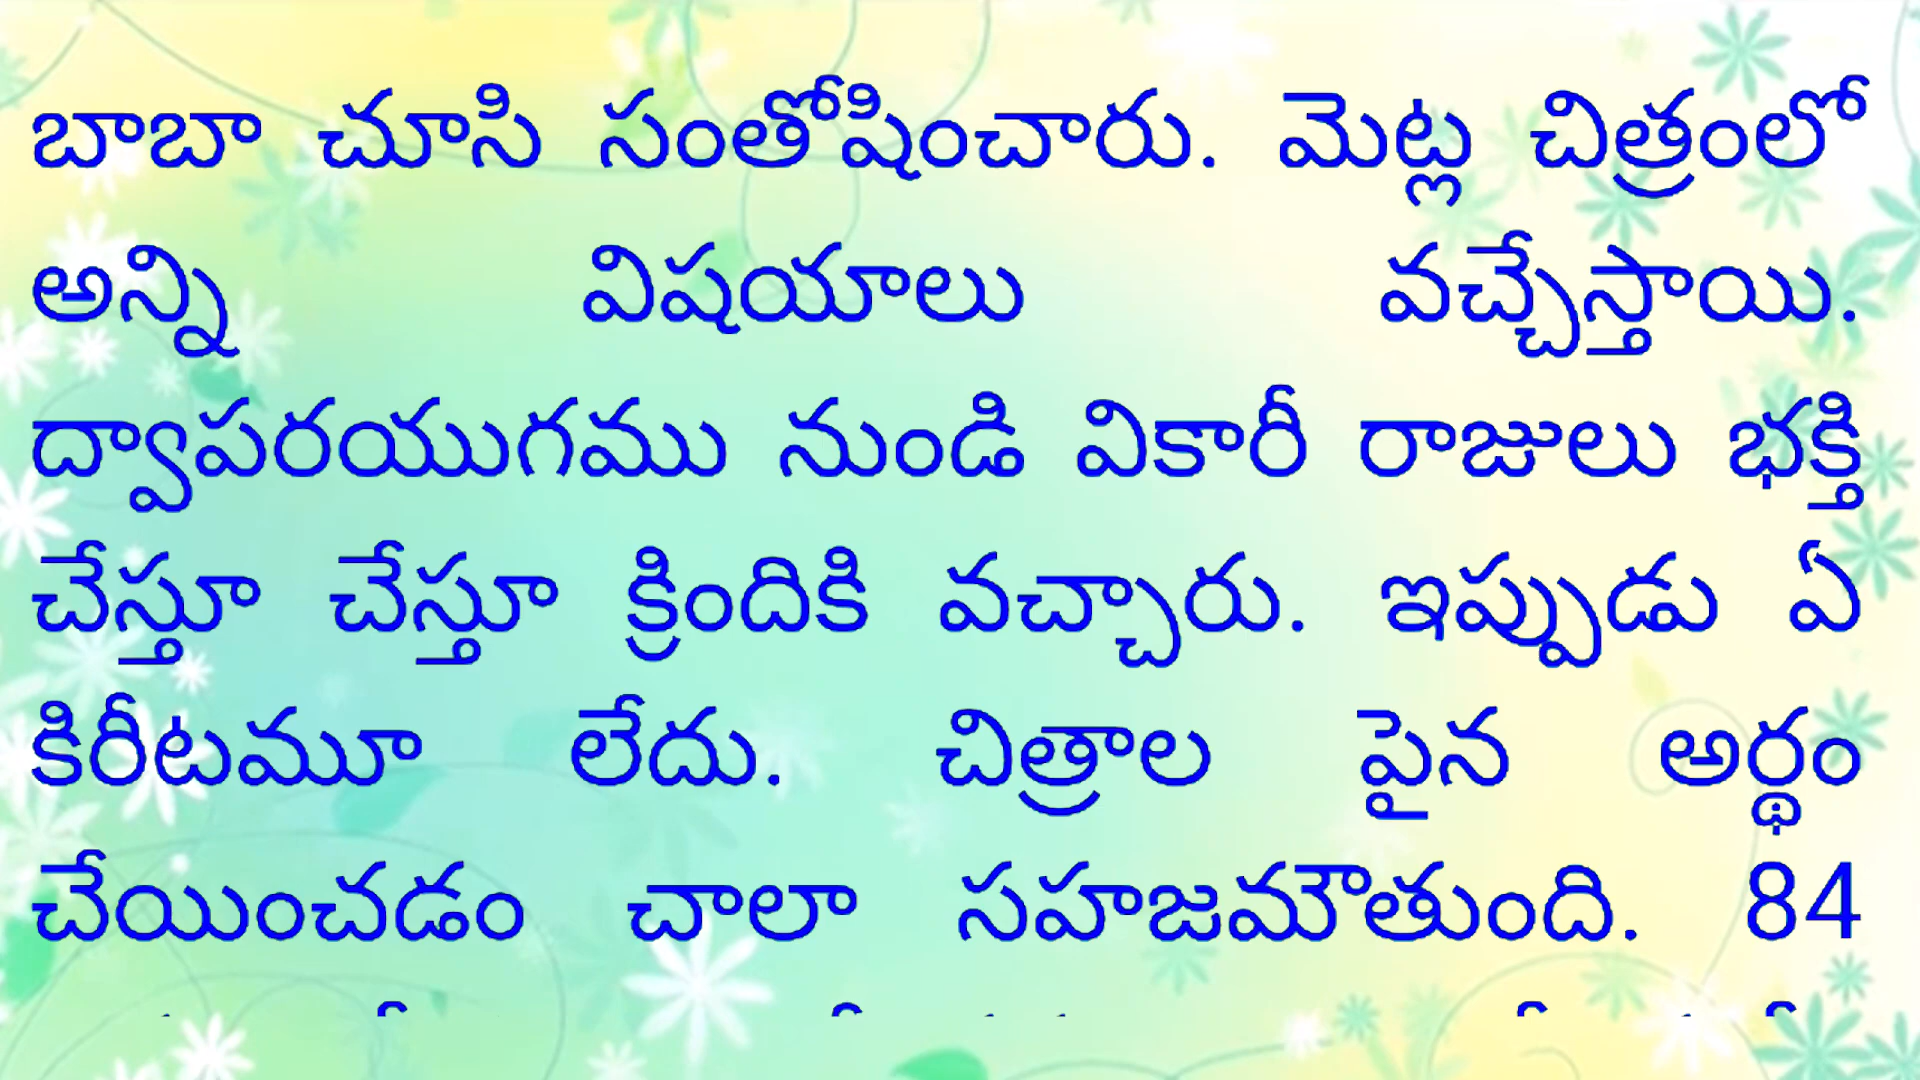 బాబా చూసి సంతోషించారు. మెట్ల చిత్రంలో
అన్ని విషయాలు వచ్చేస్తాయి.
ద్వాపరయుగము నుండి వికారీ రాజులు భక్తి
చేస్తూ చేస్తూ క్రిందికి వచ్చారు. ఇప్పుడు ఏ
కిరీటమూ లేదు. చిత్రాల పైన అర్థం
చేయించడం చాలా సహజమౌతుంది. 84